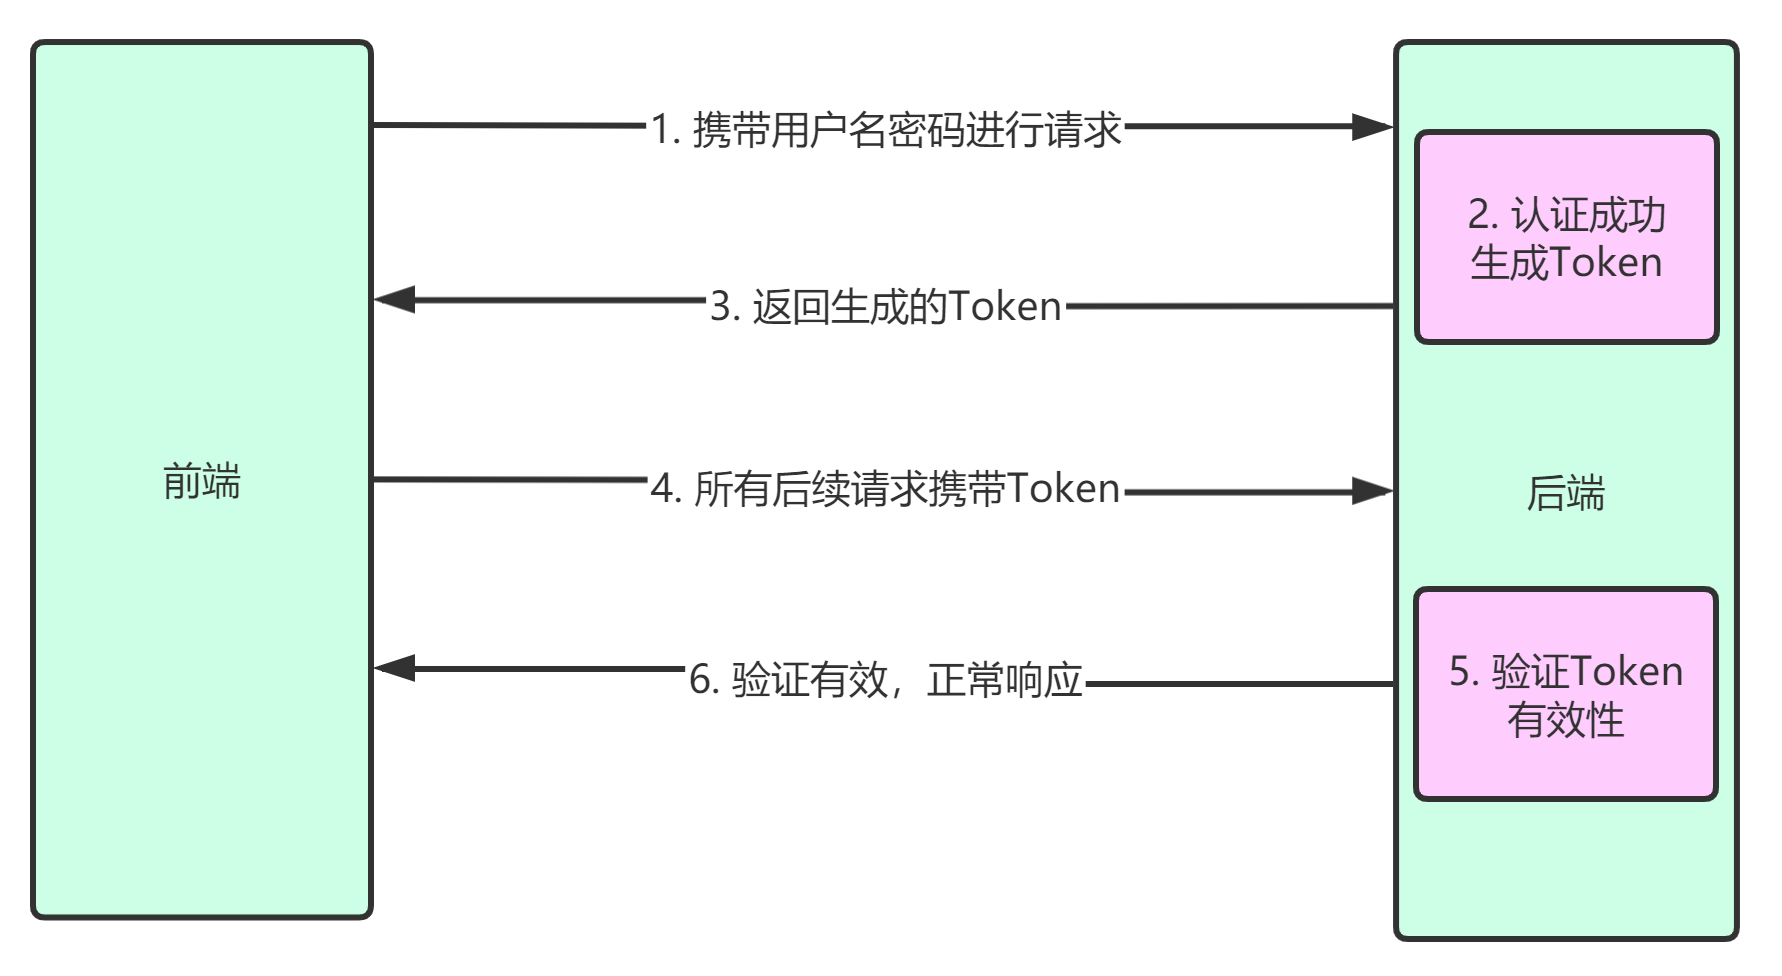 1. 携带用户名密码进行请求
2. 认证成功
生成Token
3. 返回生成的Token
前端
4. 所有后续请求携带Token
后端
5. 验证Token
有效性
6. 验证有效，正常响应